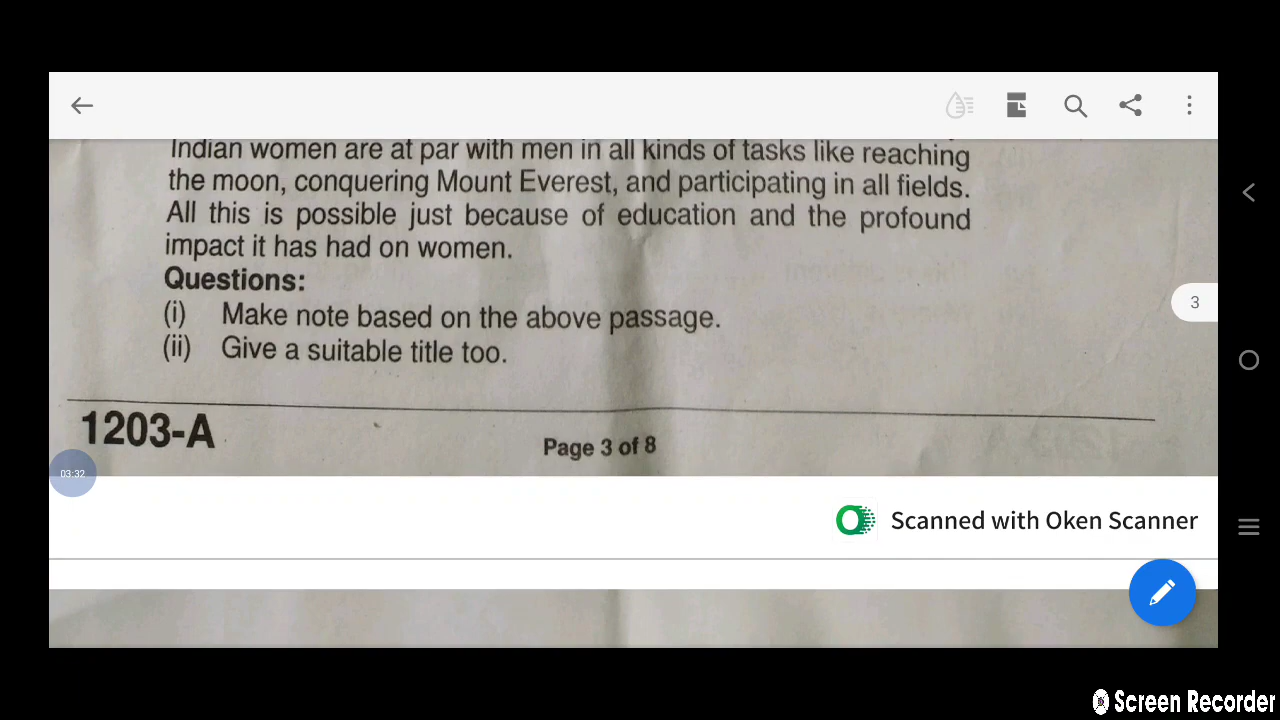 Indian women are at par with men in all kinds of tasks like reaching
the moon, conquering Mount Everest, and participating in all fields.
All this is possible just because of education and the profound
impact it has had on women.
Questions:
(i) Make note based on the above passage.
3
(ii) Give a suitable title too.
1203-A
Page 3 of 8
03:32
Scanned with Oken Scanner
Screen Recorder